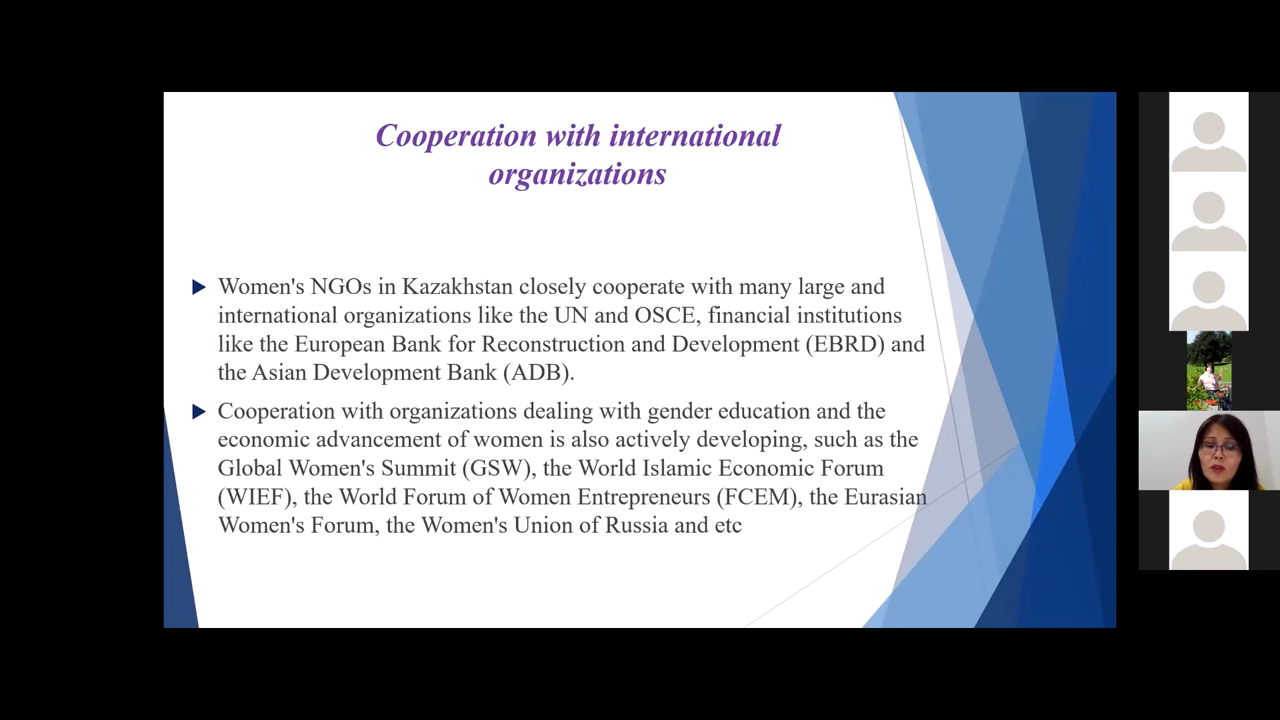 Cooperation with international
organizations
Women's NGOs in Kazakhstan closely cooperate with many large and
international organizations like the UN and OSCE, financial institutions
like the European Bank for Reconstruction and Development (EBRD) and
the Asian Development Bank (ADB).
Cooperation with organizations dealing with gender education and the
economic advancement of women is also actively developing, such as the
Global Women's Summit (GSW), the World Islamic Economic Forum
(WIEF), the World Forum of Women Entrepreneurs (FCEM), the Eurasian
Women's Forum, the Women's Union of Russia and etc